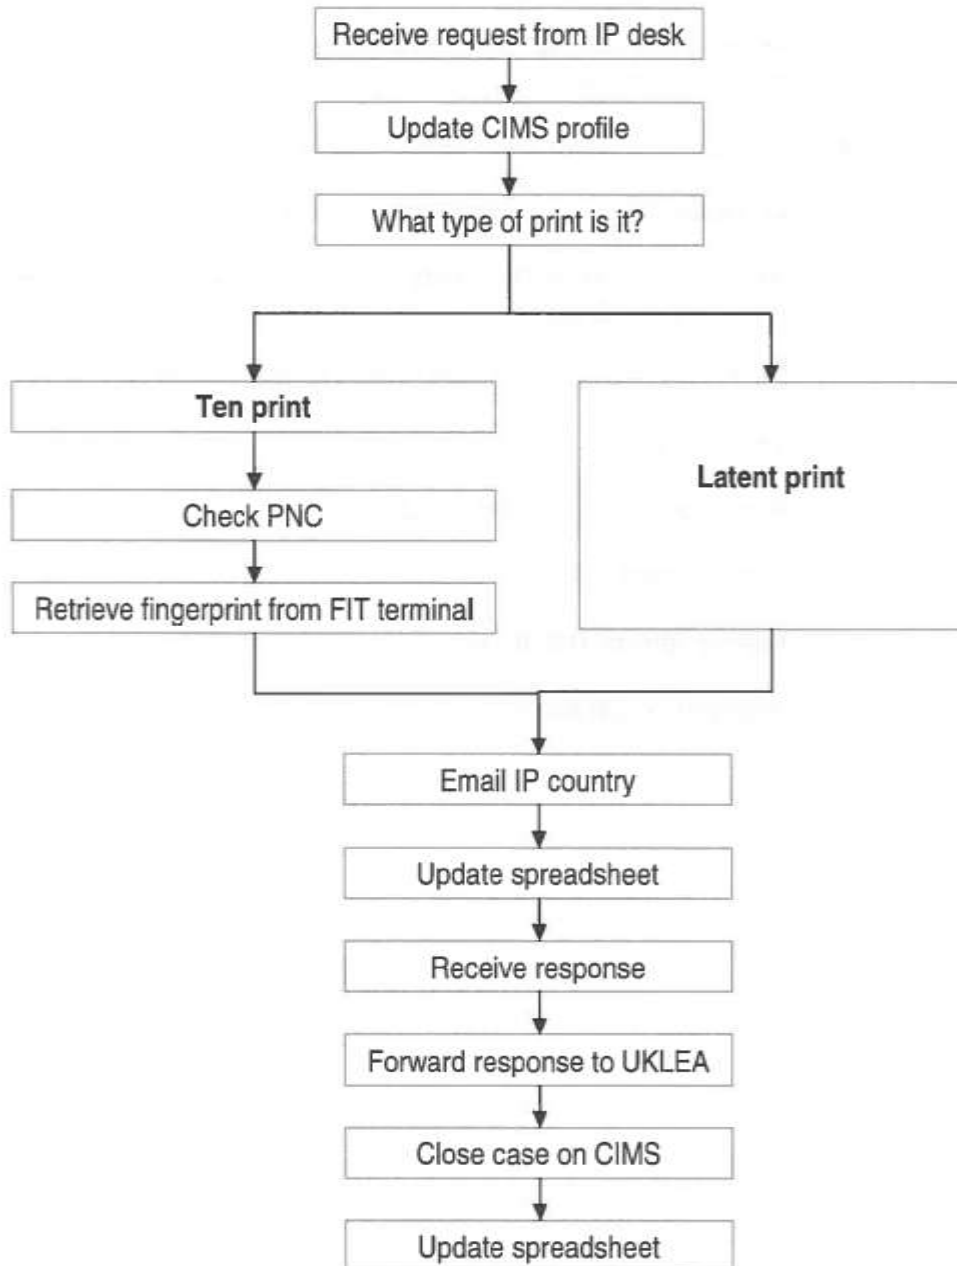 Receive request from IP desk
Update CIMS profile
What type of print is it?
Ten print
Latent print
Check PNC
Retrieve fingerprint from FIT terminal
Email IP country
Update spreadsheet
Receive response
Forward response to UKLEA
Close case on CIMS
Update spreadsheet